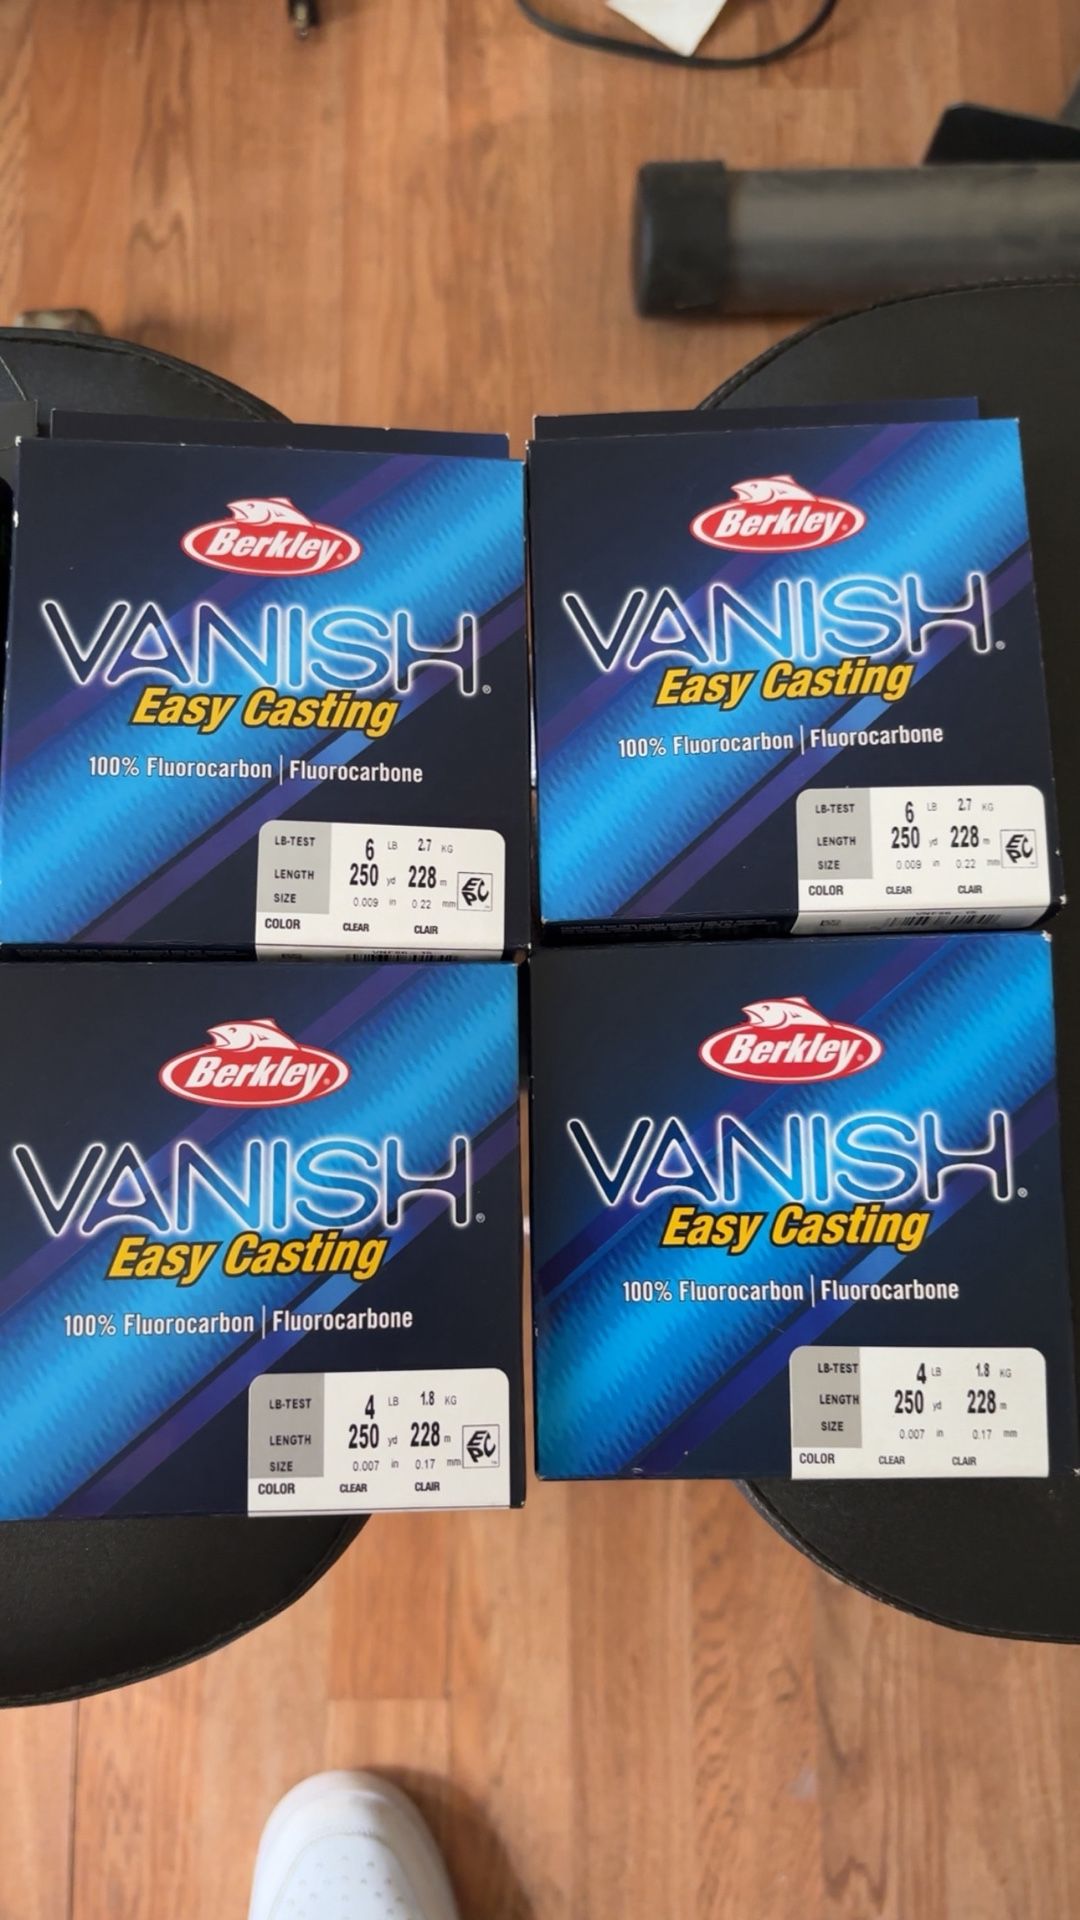 Berkley®
VANISH®
Easy Casting
100% Fluorocarbon | Fluorocarbone
LB-TEST 6 LB 2.7 KG
LENGTH 250 yd 228 m
SIZE 0.009 in 0.22 mm
COLOR CLEAR CLAIR
Berkley®
VANISH®
Easy Casting
100% Fluorocarbon | Fluorocarbone
LB-TEST 6 LB 2.7 KG
LENGTH 250 yd 228 m
SIZE 0.009 in 0.22 mm
COLOR CLEAR CLAIR
Berkley®
VANISH®
Easy Casting
100% Fluorocarbon | Fluorocarbone
LB-TEST 4 LB 1.8 KG
LENGTH 250 yd 228 m
SIZE 0.007 in 0.17 mm
COLOR CLEAR CLAIR
Berkley®
VANISH®
Easy Casting
100% Fluorocarbon | Fluorocarbone
LB-TEST 4 LB 1.8 KG
LENGTH 250 yd 228 m
SIZE 0.007 in 0.17 mm
COLOR CLEAR CLAIR